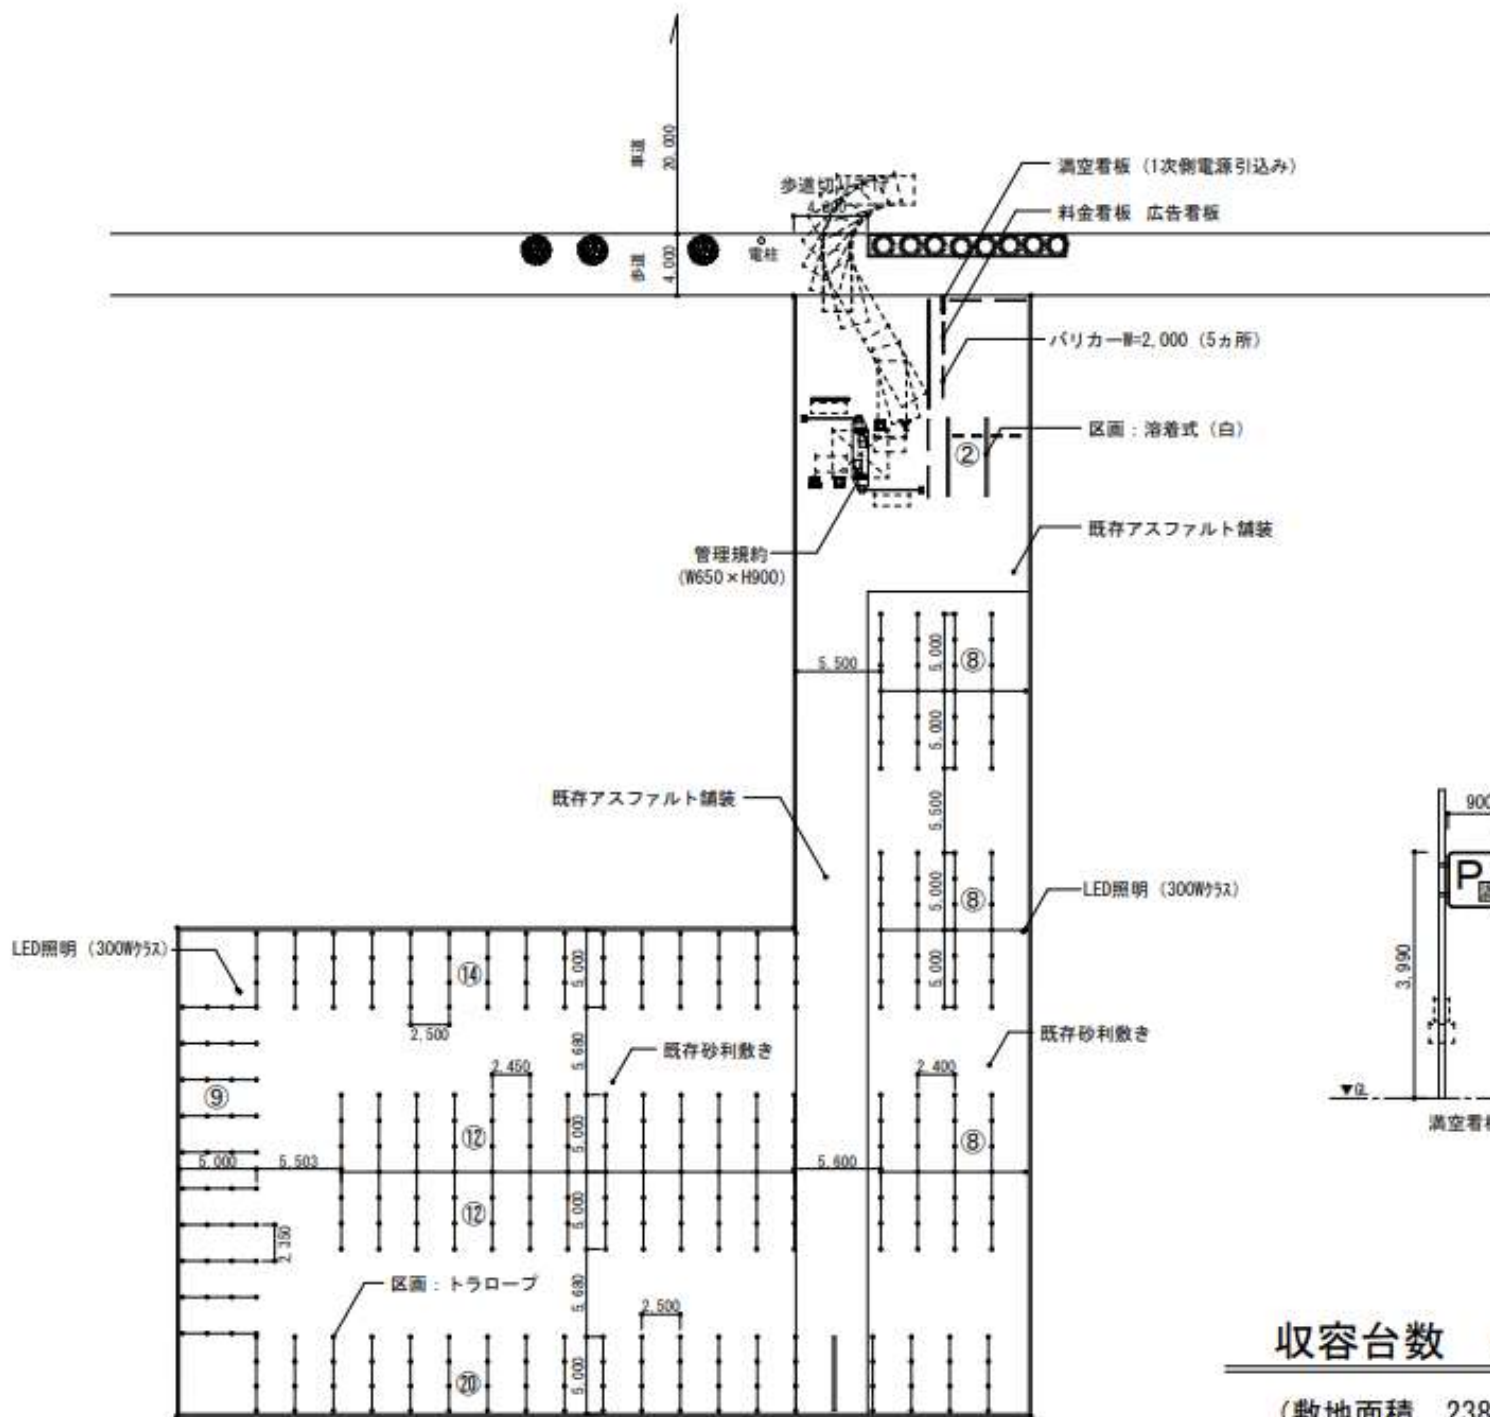 車道
20,000
歩道
4,000
電柱
満空看板（1次側電源引込み）
料金看板 広告看板
バリカーW=2,000（5ヵ所）
区画：溶着式（白）
②
既存アスファルト舗装
管理規約
(W650×H900)
5,500
5,000
⑧
5,000
5,500
既存アスファルト舗装
5,000
⑧
5,000
LED照明（300Wクラス）
900
P
3,990
▼GL
LED照明（300Wクラス）
⑭
5,000
2,500
5,680
既存砂利敷き
既存砂利敷き
2,450
2,400
⑨
⑫
5,000
⑧
5,000
5,503
5,600
⑫
5,000
2,350
区画：トラロープ
5,680
2,500
⑳
5,000
収容台数
(敷地面積 238